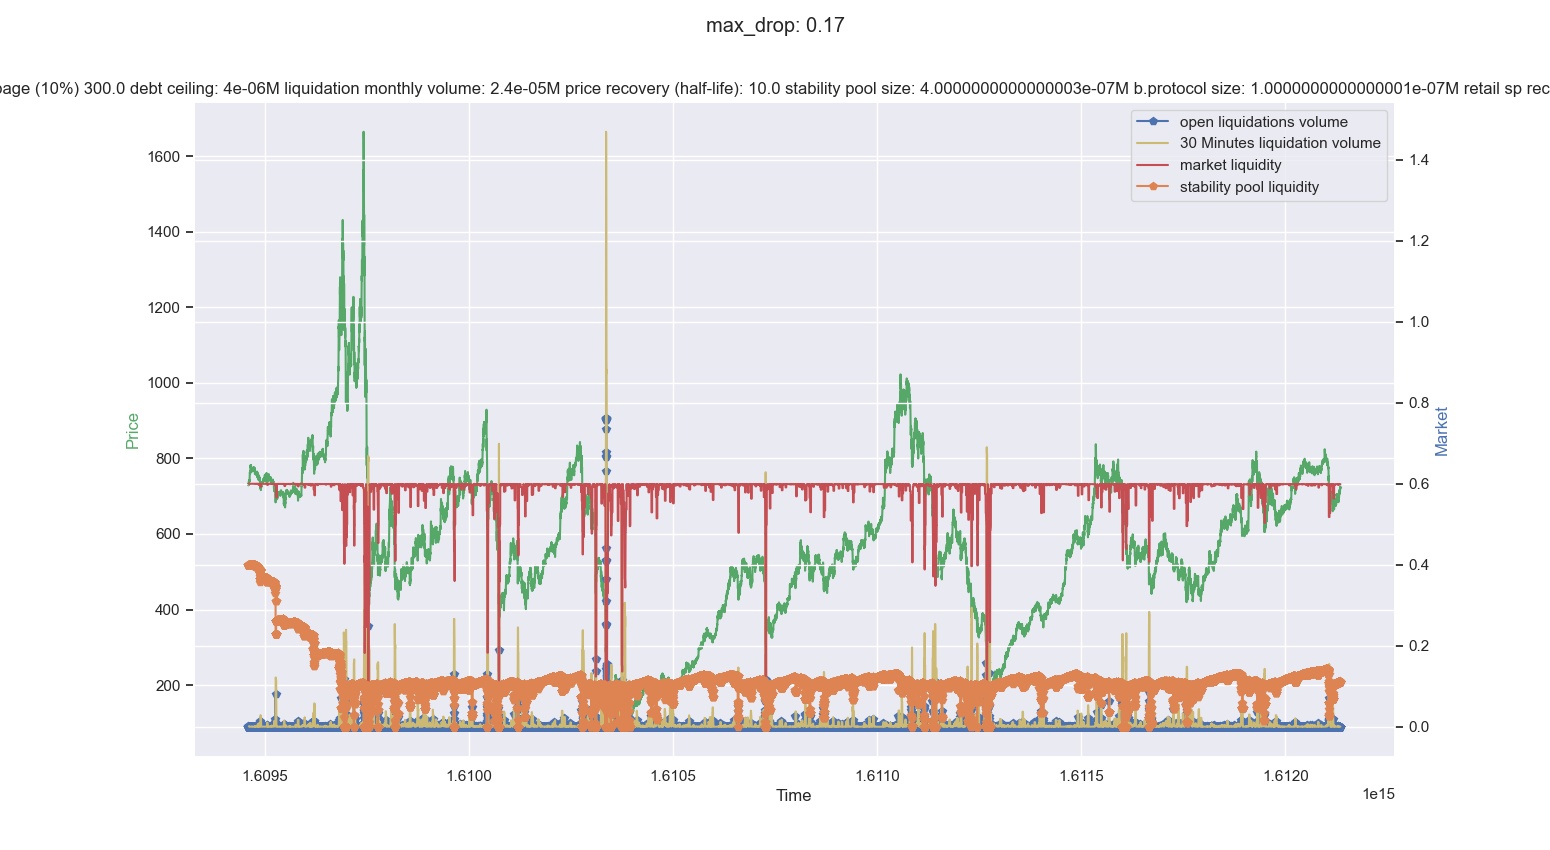 max_drop: 0.17
page (10%) 300.0 debt ceiling: 4e-06M liquidation monthly volume: 2.4e-05M price recovery (half-life): 10.0 stability pool size: 4.0000000000000003e-07M b.protocol size: 1.0000000000000001e-07M retail sp rec
open liquidations volume
30 Minutes liquidation volume
market liquidity
stability pool liquidity
1600
1400
1200
1000
800
600
400
200
Price
1.4
1.2
1.0
0.8
0.6
0.4
0.2
0.0
Market
1.6095 1.6100 1.6105 1.6110 1.6115 1.6120
Time
1e15